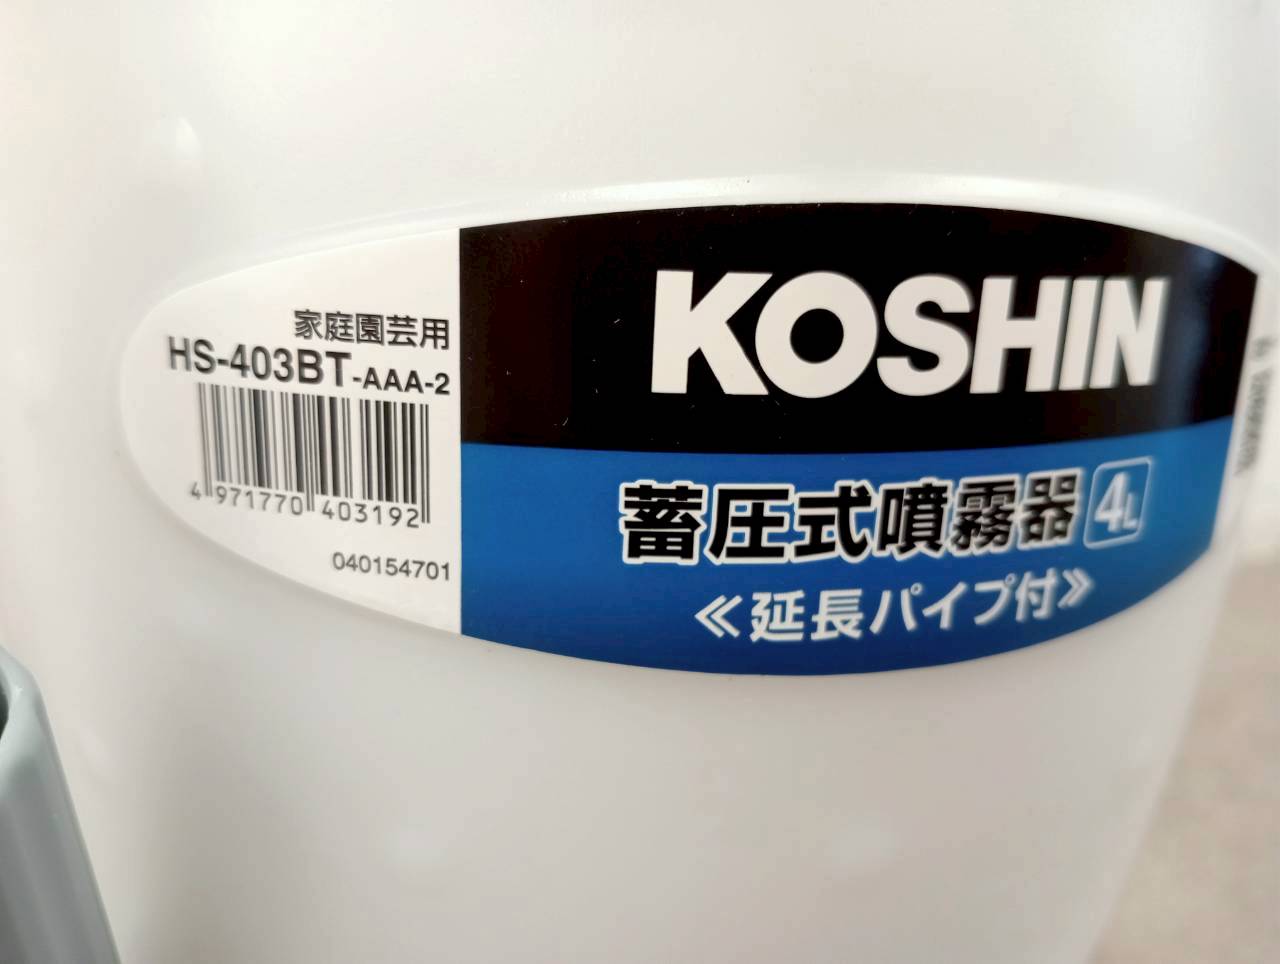 家庭園芸用
HS-403BT-AAA-2
4 971770 403192
040154701
KOSHIN
蓄圧式噴霧器 4L
≪延長パイプ付≫